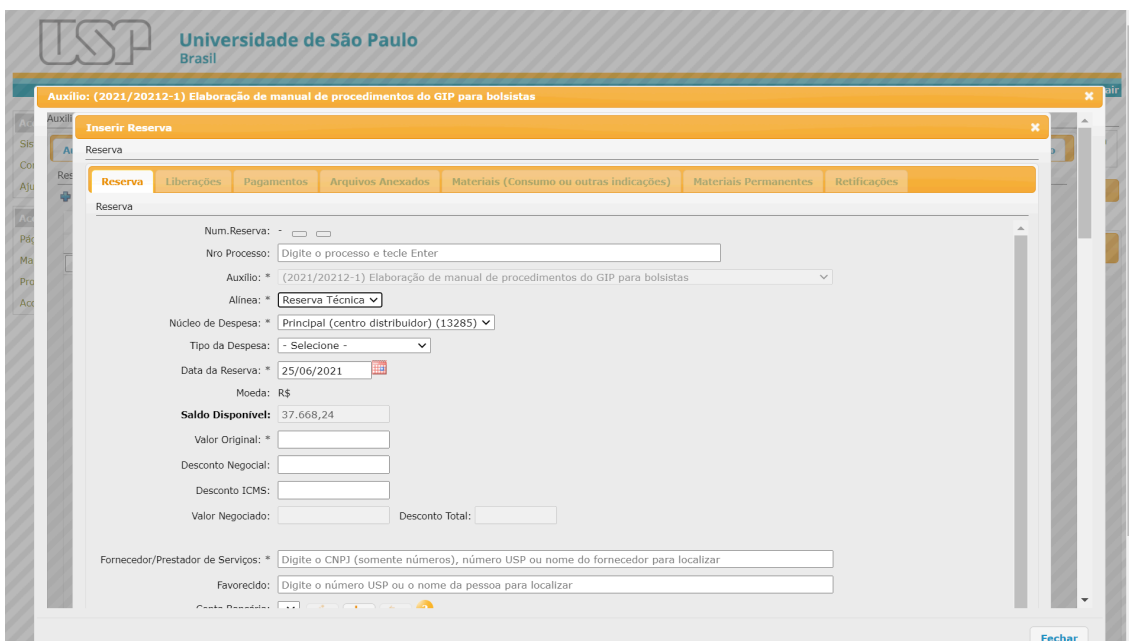 USP
Universidade de São Paulo
Brasil
air
Auxílio: (2021/20212-1) Elaboração de manual de procedimentos do GIP para bolsistas
Auxíli
Inserir Reserva
Reserva
Reserva Liberações Pagamentos Arquivos Anexados Materiais (Consumo ou outras indicações) Materiais Permanentes Retificações
Reserva
Num.Reserva: -
Nro Processo: Digite o processo e tecle Enter
Auxílio: * (2021/20212-1) Elaboração de manual de procedimentos do GIP para bolsistas
Alínea: * Reserva Técnica
Núcleo de Despesa: * Principal (centro distribuidor) (13285)
Tipo da Despesa: - Selecione -
Data da Reserva: * 25/06/2021
Moeda: R$
Saldo Disponível: 37.668,24
Valor Original: *
Desconto Negocial:
Desconto ICMS:
Valor Negociado: Desconto Total:
Fornecedor/Prestador de Serviços: * Digite o CNPJ (somente números), número USP ou nome do fornecedor para localizar
Favorecido: Digite o número USP ou o nome da pessoa para localizar
Conta Bancária:
Fechar